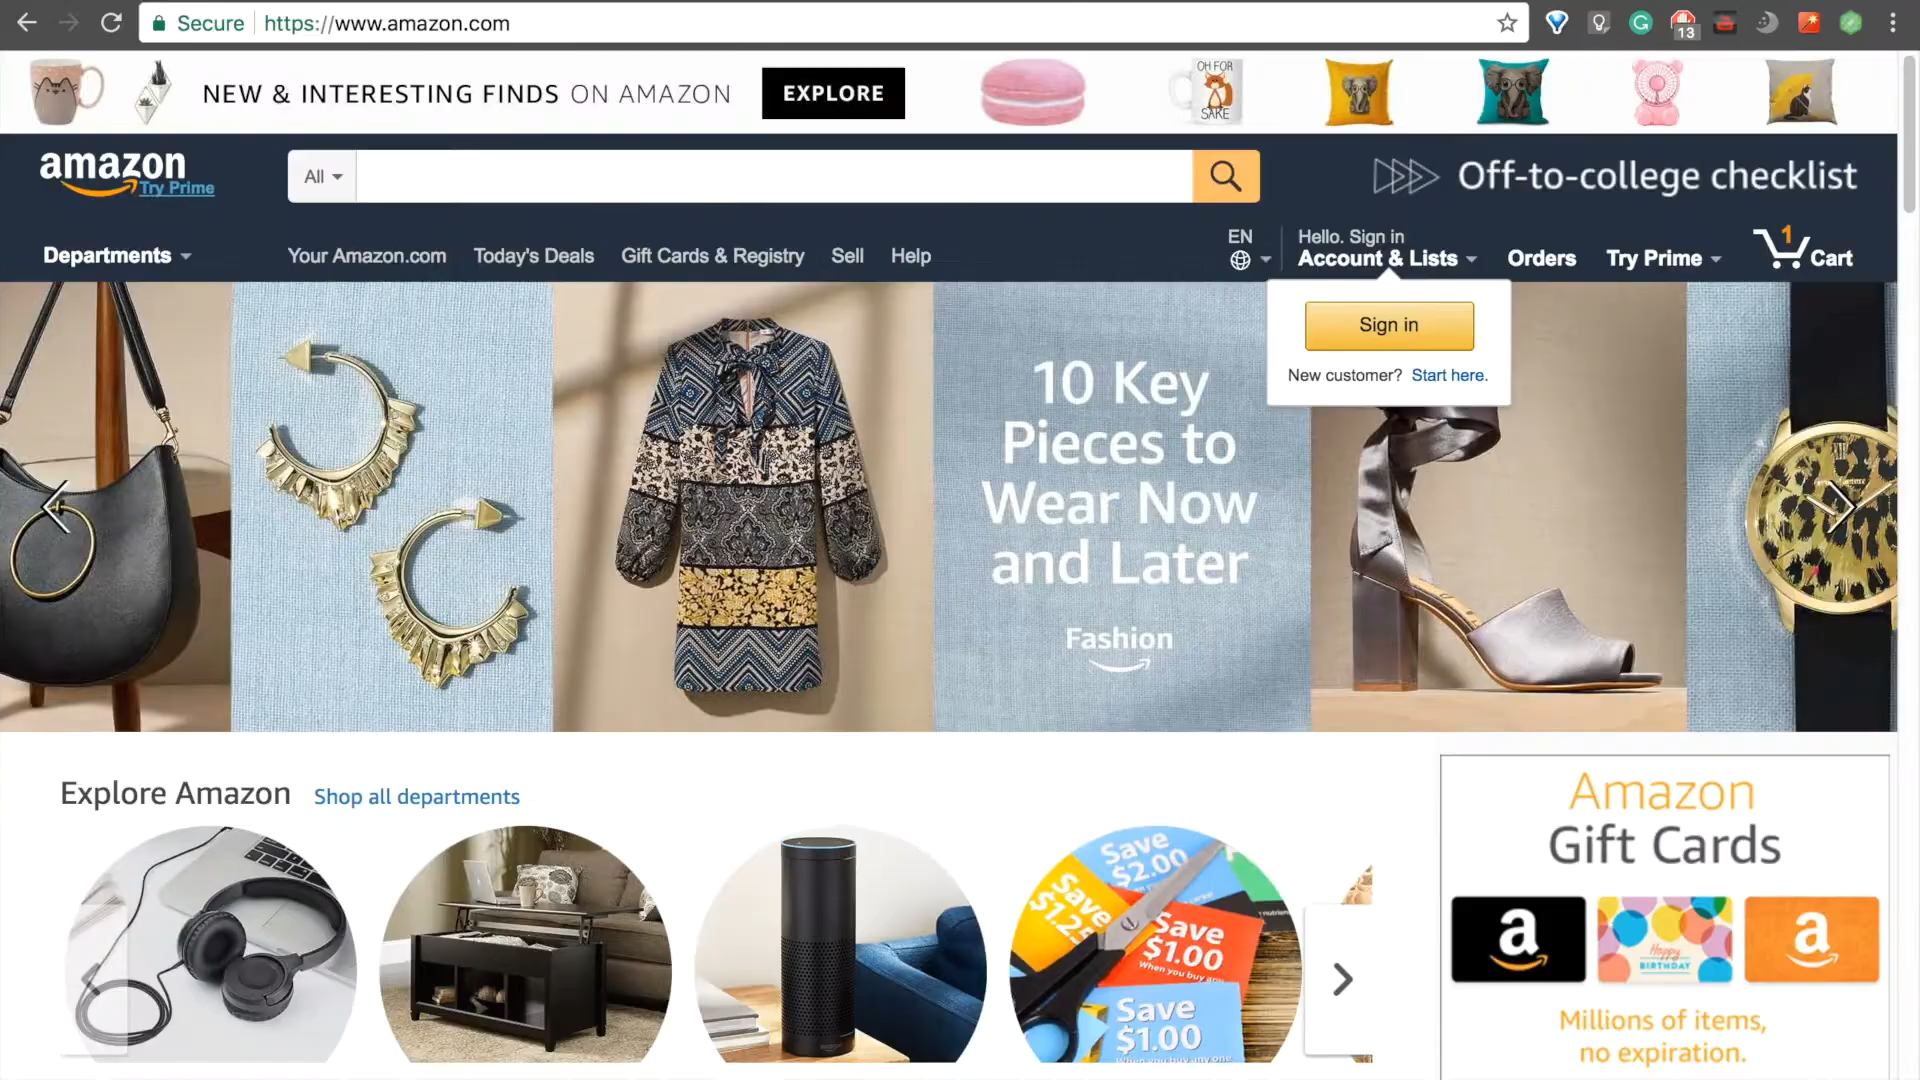 Secure https://www.amazon.com
13
NEW & INTERESTING FINDS ON AMAZON EXPLORE
OH FOR
SAKE
amazon
Try Prime
All
Off-to-college checklist
Departments
Your Amazon.com Today's Deals Gift Cards & Registry Sell Help
EN
Hello. Sign in
Account & Lists
Orders
Try Prime
1
Cart
Sign in
New customer? Start here.
10 Key
Pieces to
Wear Now
and Later
Fashion
Explore Amazon Shop all departments
Save
$2.00
Save
$1.25
Save
$1.00
When you buy any
Save
$1.00
When you buy any one
Amazon
Gift Cards
a
Happy
BIRTHDAY
a
Millions of items,
no expiration.